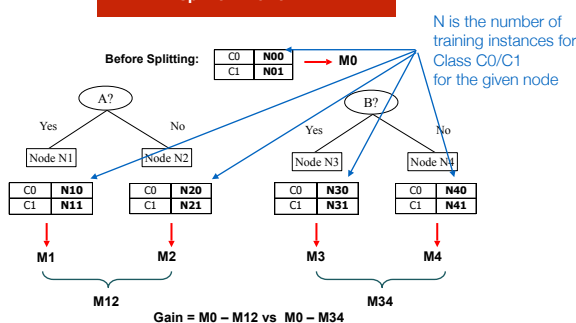 N is the number of
training instances for
Class C0/C1
for the given node
Before Splitting:
C0 N00
C1 N01
M0
A?
B?
Yes No
Yes No
Node N1 Node N2
Node N3 Node N4
C0 N10
C1 N11
C0 N20
C1 N21
C0 N30
C1 N31
C0 N40
C1 N41
M1 M2 M3 M4
M12 M34
Gain = M0 – M12 vs M0 – M34